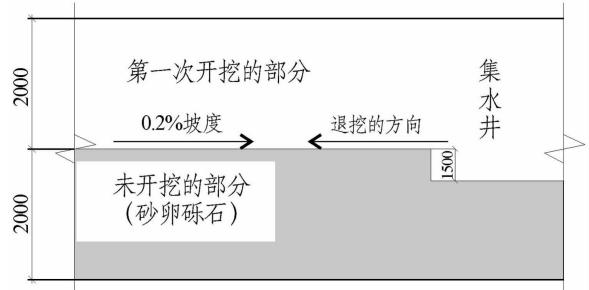 第一次开挖的部分
集水井
2000
0.2%坡度
退挖的方向
1500
未开挖的部分
(砂卵砾石)
2000